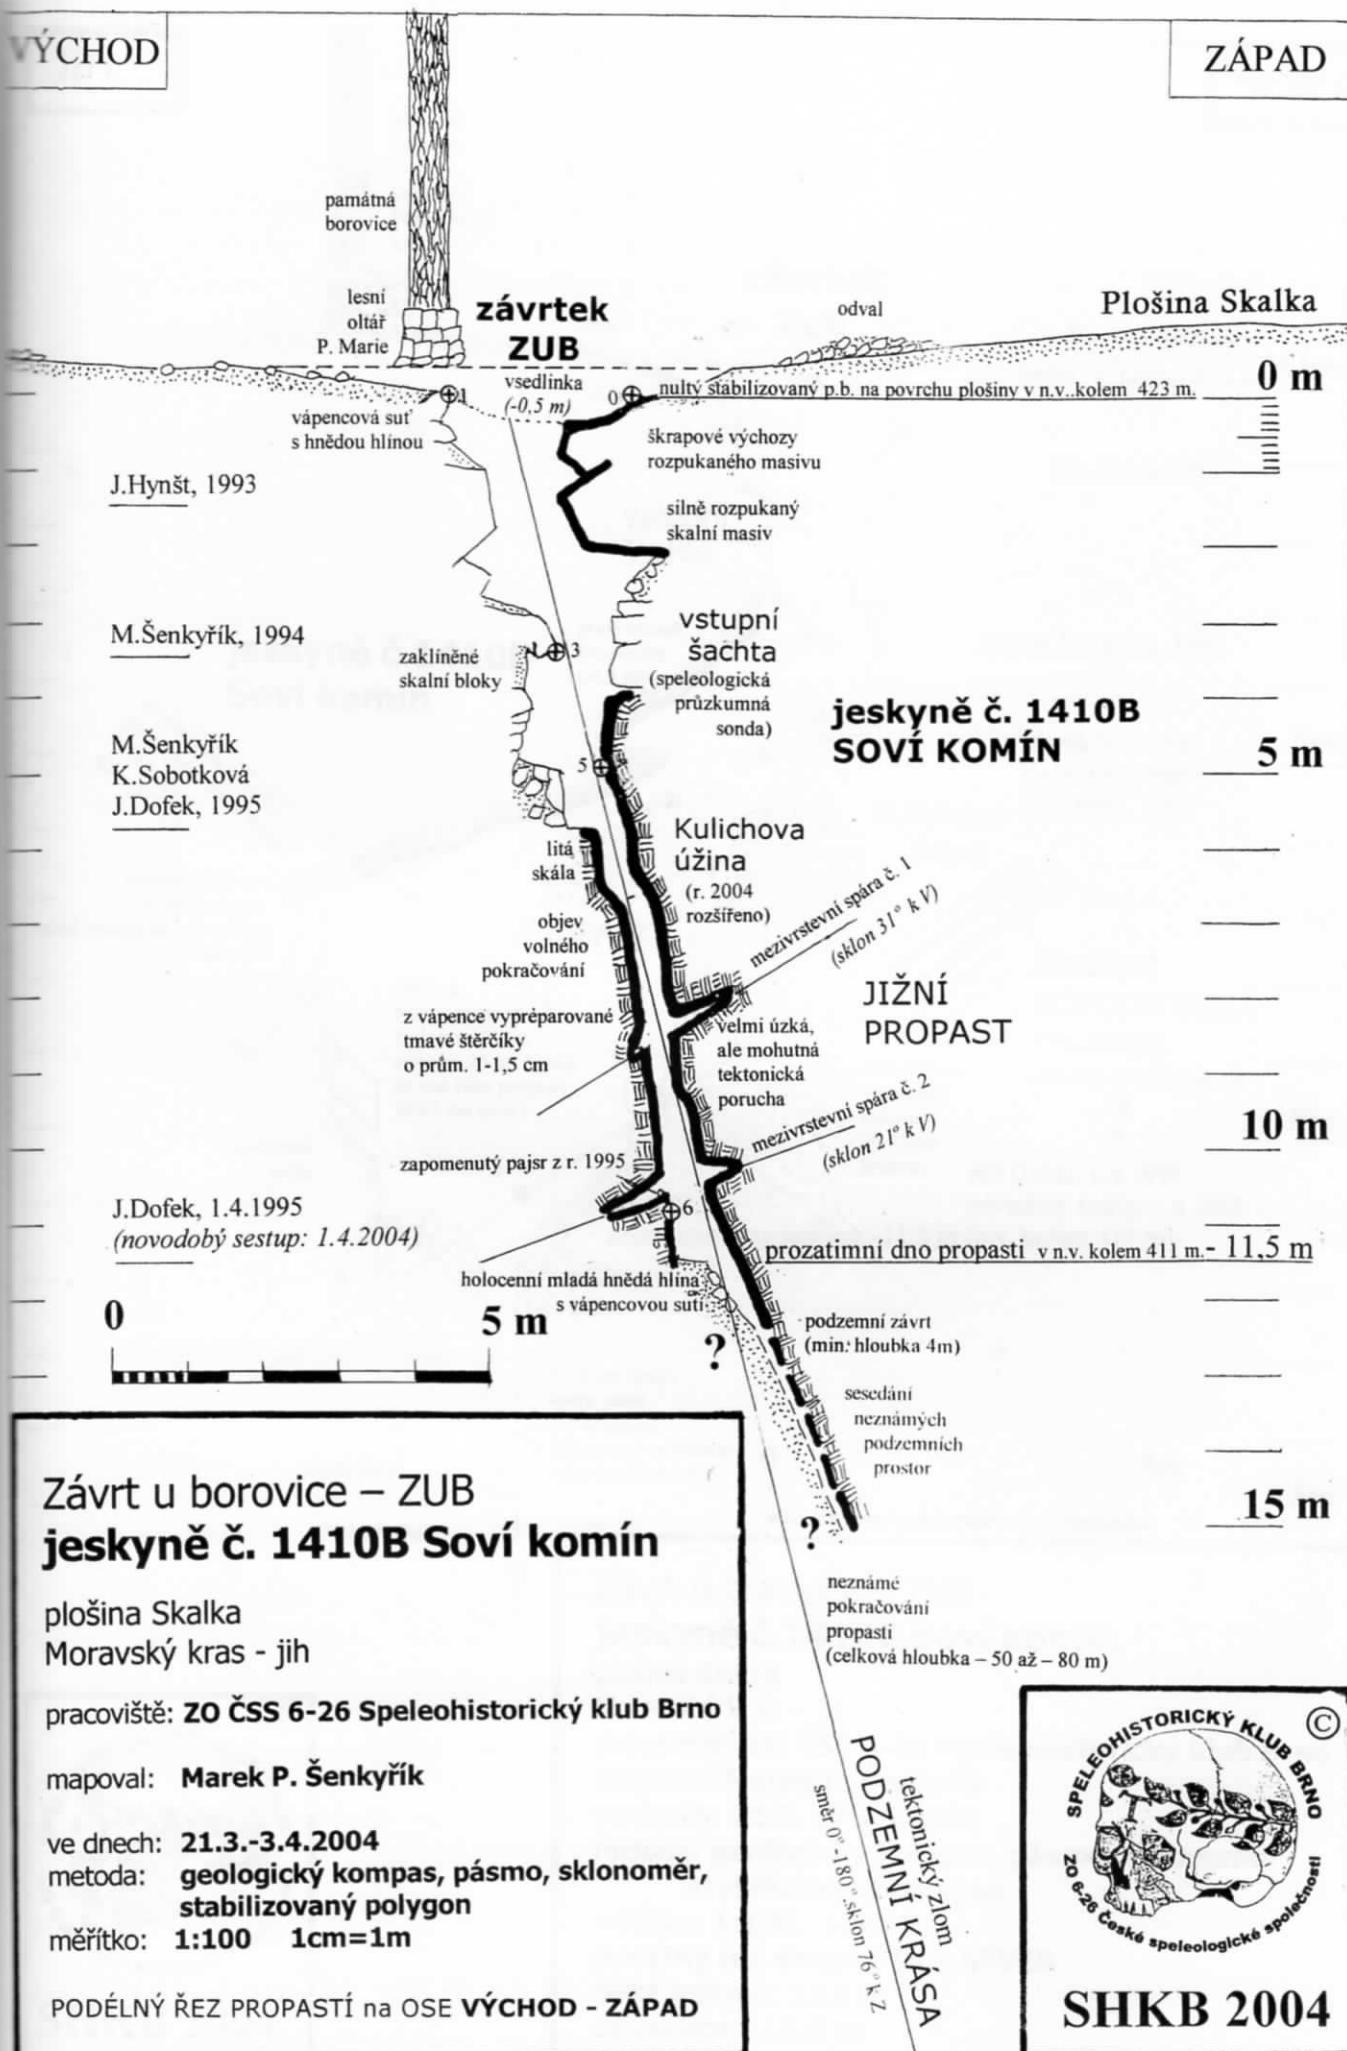 VÝCHOD
ZÁPAD
památná
borovice
lesní
oltář
P. Marie
závrtek
ZUB
odval
Plošina Skalka
vsedlinka
(-0,5 m)
1
0
nultý stabilizovaný p.b. na povrchu plošiny v n.v..kolem 423 m.
0 m
vápencová suť
s hnědou hlínou
škrapové výchozy
rozpukaného masivu
J.Hynšt, 1993
silně rozpukaný
skalní masiv
M.Šenkyřík, 1994
zaklíněné
skalní bloky
3
vstupní
šachta
(speleologická
průzkumná
sonda)
jeskyně č. 1410B
SOVÍ KOMÍN
M.Šenkyřík
K.Sobotková
J.Dofek, 1995
5
5 m
litá
skála
Kulichova
úžina
(r. 2004
rozšířeno)
objev
volného
pokračování
mezivrstevní spára č. 1
(sklon 31° k V)
JIŽNÍ
PROPAST
z vápence vypréparované
tmavé štěrčíky
o prům. 1-1,5 cm
velmi úzká,
ale mohutná
tektonická
porucha
mezivrstevní spára č. 2
(sklon 21° k V)
10 m
zapomenutý pajsr z r. 1995
6
J.Dofek, 1.4.1995
(novodobý sestup: 1.4.2004)
prozatimní dno propasti v n.v. kolem 411 m.- 11,5 m
holocenní mladá hnědá hlína
s vápencovou sutí
0
5 m
?
podzemní závrt
(min. hloubka 4m)
sesedání
neznámých
podzemních
prostor
15 m
?
neznámé
pokračování
propasti
(celková hloubka – 50 až – 80 m)
tektonický zlom
PODZEMNÍ KRÁSA
směr 0°-180° sklon 76° k Z
Závrt u borovice – ZUB
jeskyně č. 1410B Soví komín
plošina Skalka
Moravský kras - jih
pracoviště: ZO ČSS 6-26 Speleohistorický klub Brno
mapoval: Marek P. Šenkyřík
ve dnech: 21.3.-3.4.2004
metoda: geologický kompas, pásmo, sklonoměr,
stabilizovaný polygon
měřítko: 1:100 1cm=1m
PODÉLNÝ ŘEZ PROPASTÍ na OSE VÝCHOD - ZÁPAD
©
SPELEOHISTORICKÝ KLUB BRNO
ZO 6-26 České speleologické společnosti
SHKB 2004